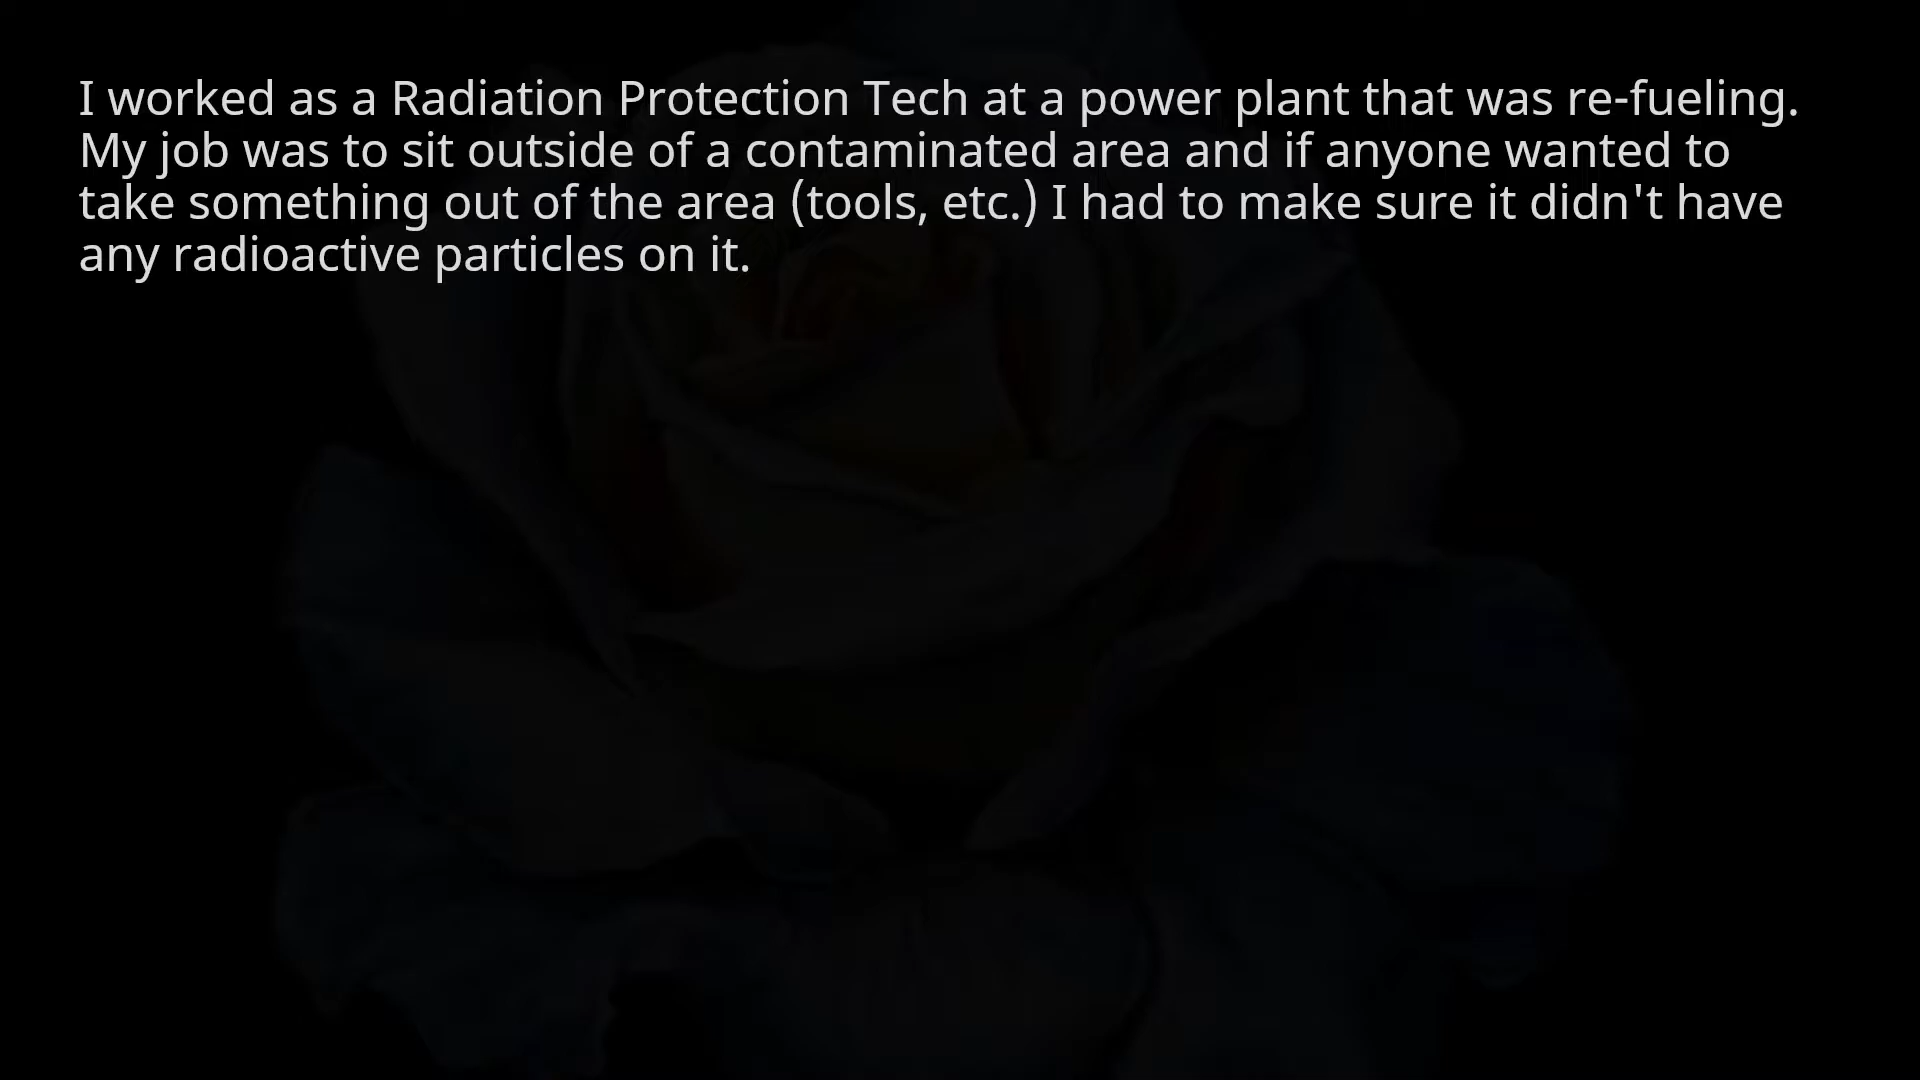 I worked as a Radiation Protection Tech at a power plant that was re-fueling.
My job was to sit outside of a contaminated area and if anyone wanted to
take something out of the area (tools, etc.) I had to make sure it didn't have
any radioactive particles on it.